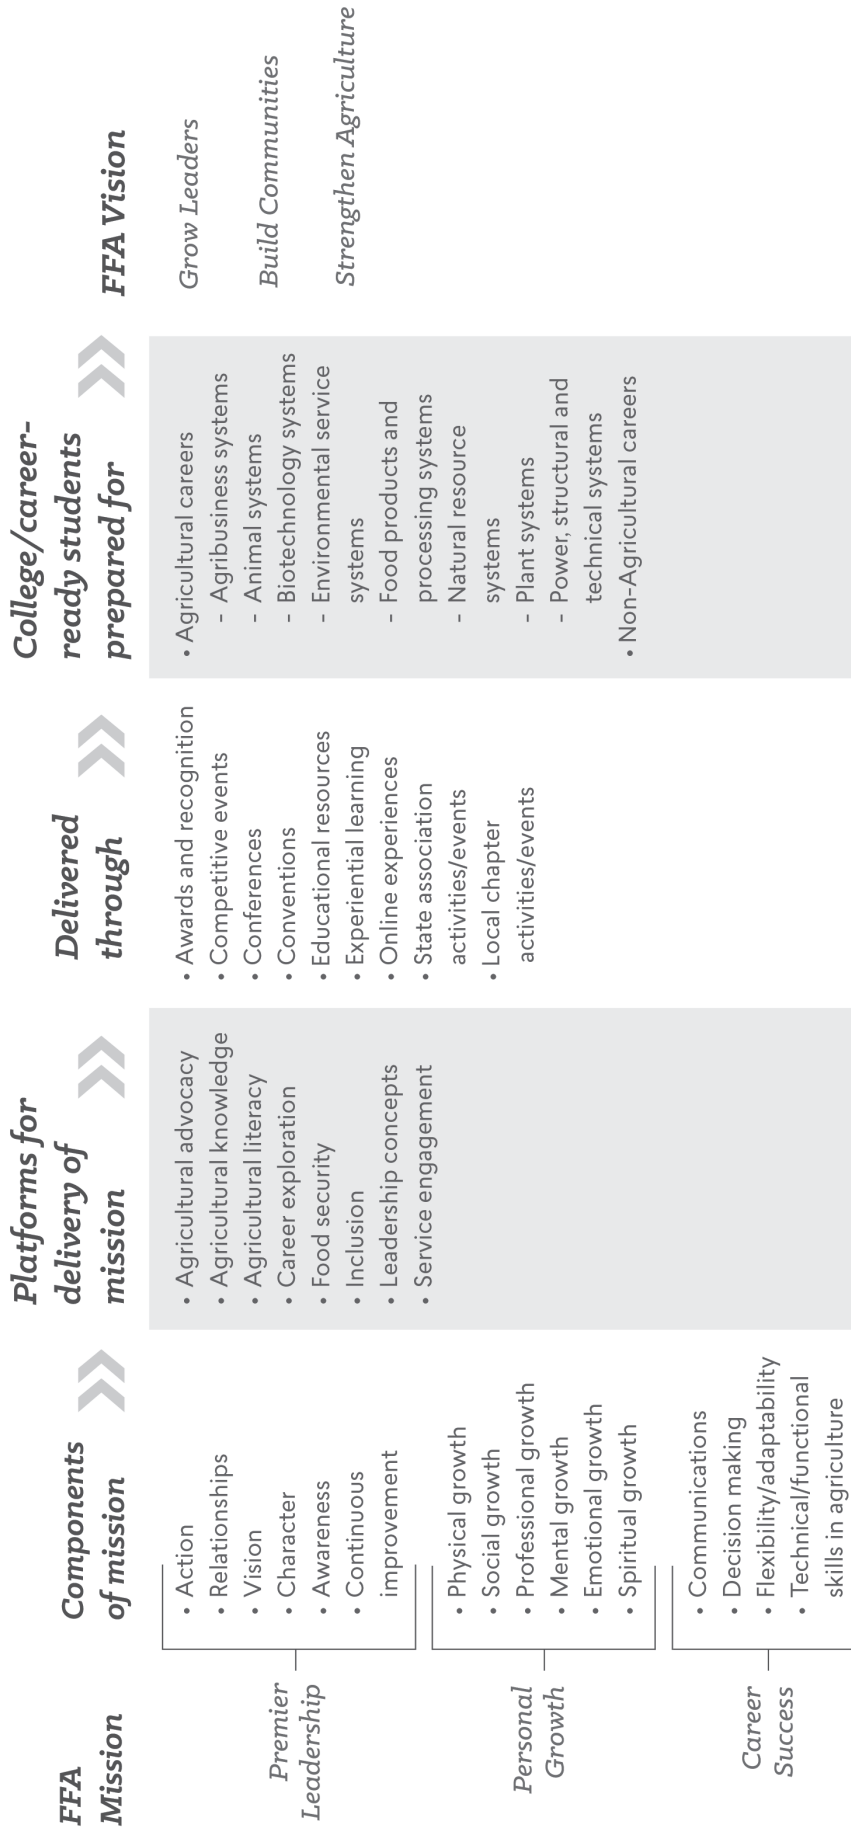 FFA
Mission
Premier
Leadership
Personal
Growth
Career
Success
Components
of mission
• Action
• Relationships
• Vision
• Character
• Awareness
• Continuous
improvement
• Physical growth
• Social growth
• Professional growth
• Mental growth
• Emotional growth
• Spiritual growth
• Communications
• Decision making
• Flexibility/adaptability
• Technical/functional
skills in agriculture
Platforms for
delivery of
mission
• Agricultural advocacy
• Agricultural knowledge
• Agricultural literacy
• Career exploration
• Food security
• Inclusion
• Leadership concepts
• Service engagement
Delivered
through
• Awards and recognition
• Competitive events
• Conferences
• Conventions
• Educational resources
• Experiential learning
• Online experiences
• State association
activities/events
• Local chapter
activities/events
College/career-
ready students
prepared for
• Agricultural careers
- Agribusiness systems
- Animal systems
- Biotechnology systems
- Environmental service
systems
- Food products and
processing systems
- Natural resource
systems
- Plant systems
- Power, structural and
technical systems
• Non-Agricultural careers
FFA Vision
Grow Leaders
Build Communities
Strengthen Agriculture